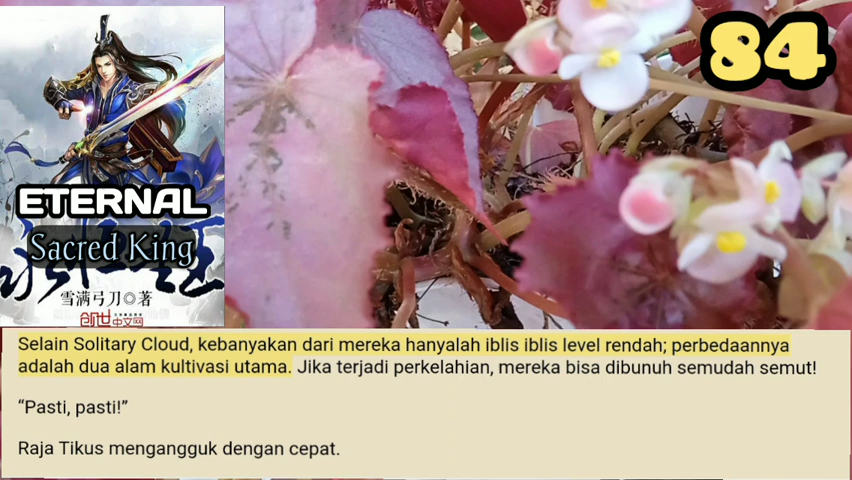 84
ETERNAL
Sacred King
雪满弓刀◎著
创世中文网
Selain Solitary Cloud, kebanyakan dari mereka hanyalah iblis iblis level rendah; perbedaannya
adalah dua alam kultivasi utama. Jika terjadi perkelahian, mereka bisa dibunuh semudah semut!
“Pasti, pasti!”
Raja Tikus mengangguk dengan cepat.